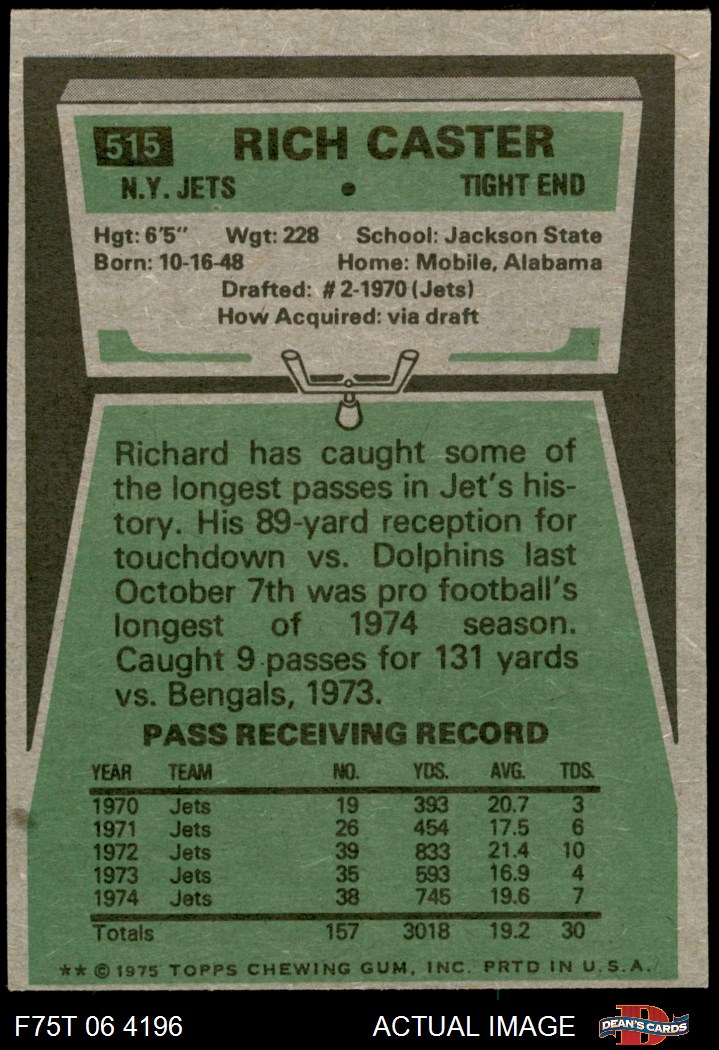 515 RICH CASTER
N.Y. JETS • TIGHT END
Hgt: 6'5" Wgt: 228 School: Jackson State
Born: 10-16-48 Home: Mobile, Alabama
Drafted: #2-1970 (Jets)
How Acquired: via draft
Richard has caught some of
the longest passes in Jet's his-
tory. His 89-yard reception for
touchdown vs. Dolphins last
October 7th was pro football's
longest of 1974 season.
Caught 9 passes for 131 yards
vs. Bengals, 1973.
PASS RECEIVING RECORD
YEAR TEAM NO. YDS. AVG. TDS.
1970 Jets 19 393 20.7 3
1971 Jets 26 454 17.5 6
1972 Jets 39 833 21.4 10
1973 Jets 35 593 16.9 4
1974 Jets 38 745 19.6 7
Totals 157 3018 19.2 30
** © 1975 TOPPS CHEWING GUM, INC. PRTD IN U.S.A.
F75T 06 4196 ACTUAL IMAGE D DEAN'S CARDS